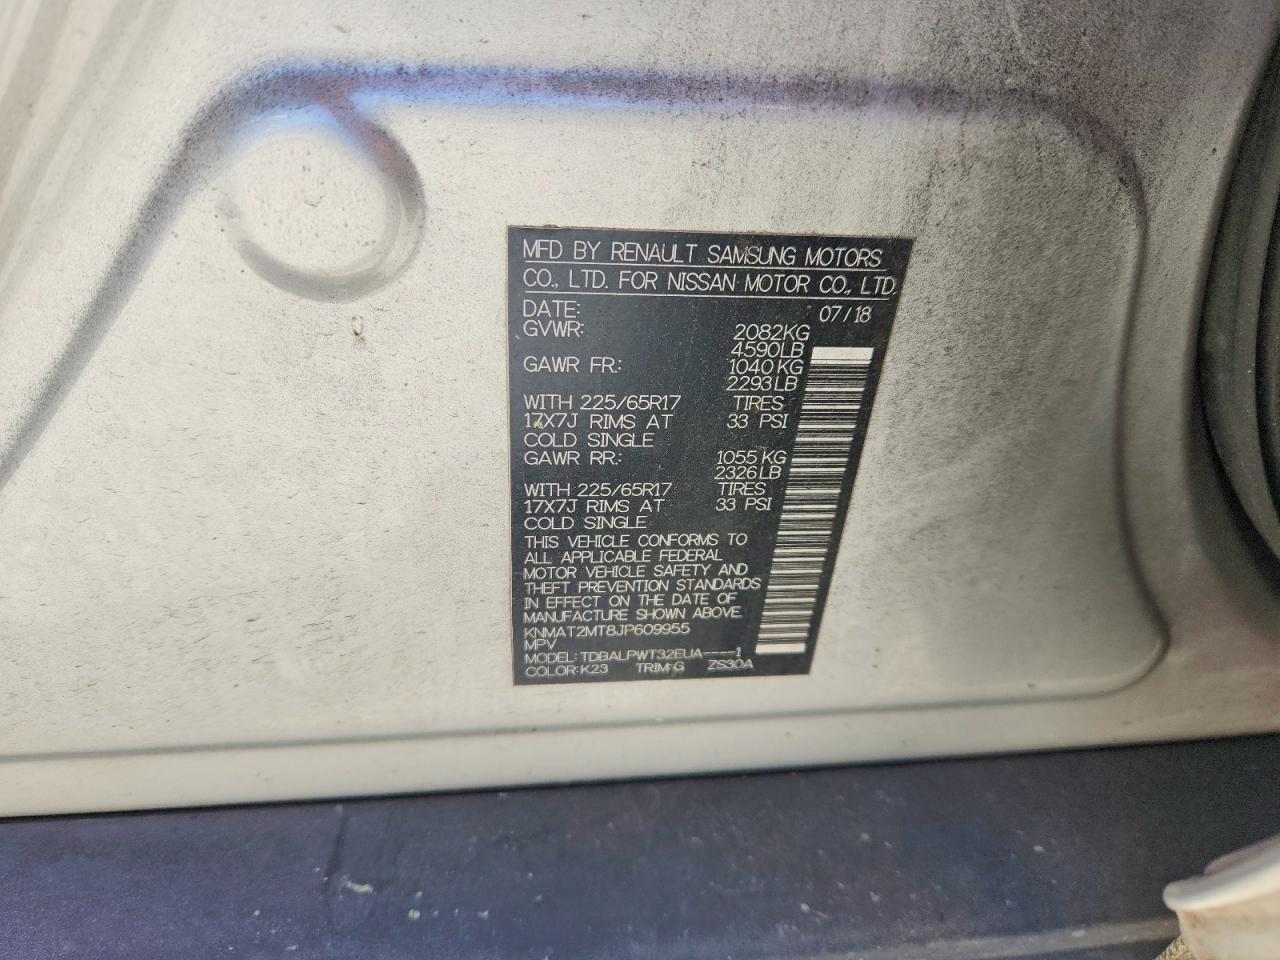 MFD BY RENAULT SAMSUNG MOTORS
CO., LTD. FOR NISSAN MOTOR CO., LTD.
DATE: 07/18
GVWR: 2082KG
4590LB
GAWR FR.: 1040KG
2293LB
WITH 225/65R17 TIRES
17X7J RIMS AT 33 PSI
COLD SINGLE
GAWR RR.: 1055KG
2326LB
WITH 225/65R17 TIRES
17X7J RIMS AT 33 PSI
COLD SINGLE
THIS VEHICLE CONFORMS TO
ALL APPLICABLE FEDERAL
MOTOR VEHICLE SAFETY AND
THEFT PREVENTION STANDARDS
IN EFFECT ON THE DATE OF
MANUFACTURE SHOWN ABOVE.
KNMAT2MT8JP609955
MPV
MODEL: TDBALPWT32EUA----1
COLOR:K23 TRIM:G ZS30A